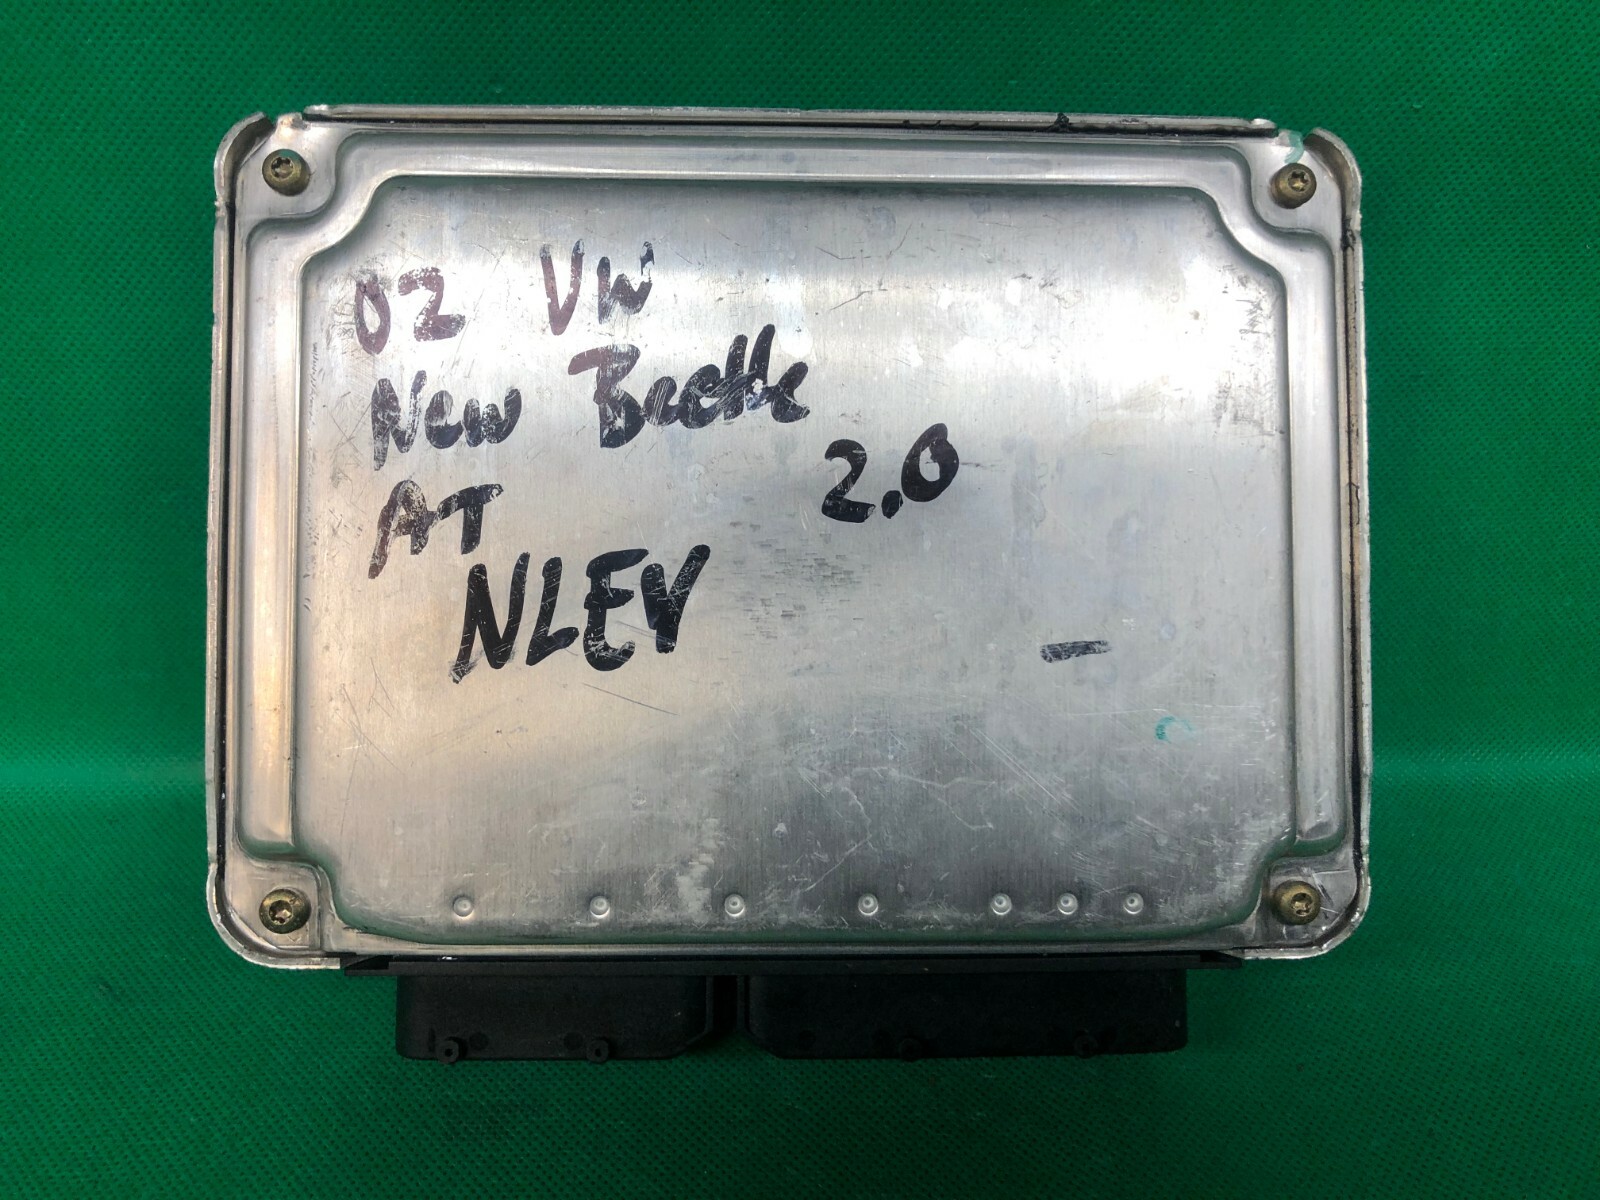 02 VW
New Beetle
AT 2.0
NLEV
-